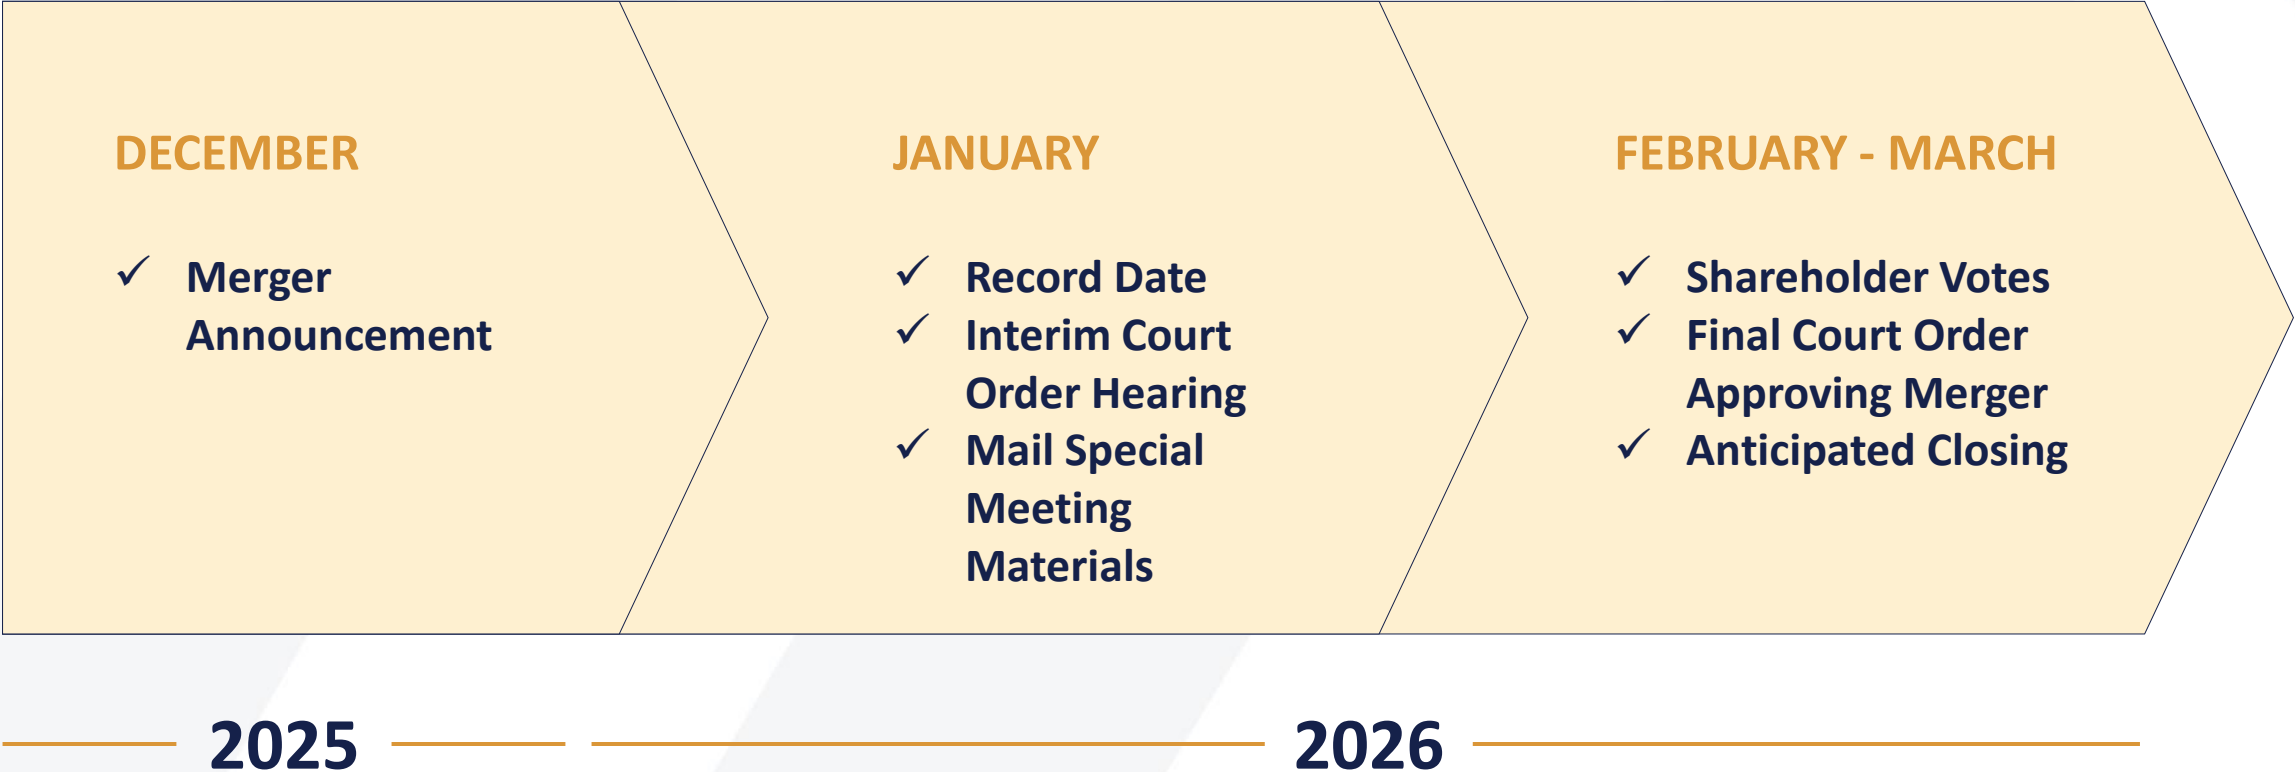 DECEMBER
✓ Merger
Announcement
JANUARY
✓ Record Date
✓ Interim Court
Order Hearing
✓ Mail Special
Meeting
Materials
FEBRUARY - MARCH
✓ Shareholder Votes
✓ Final Court Order
Approving Merger
✓ Anticipated Closing
2025
2026